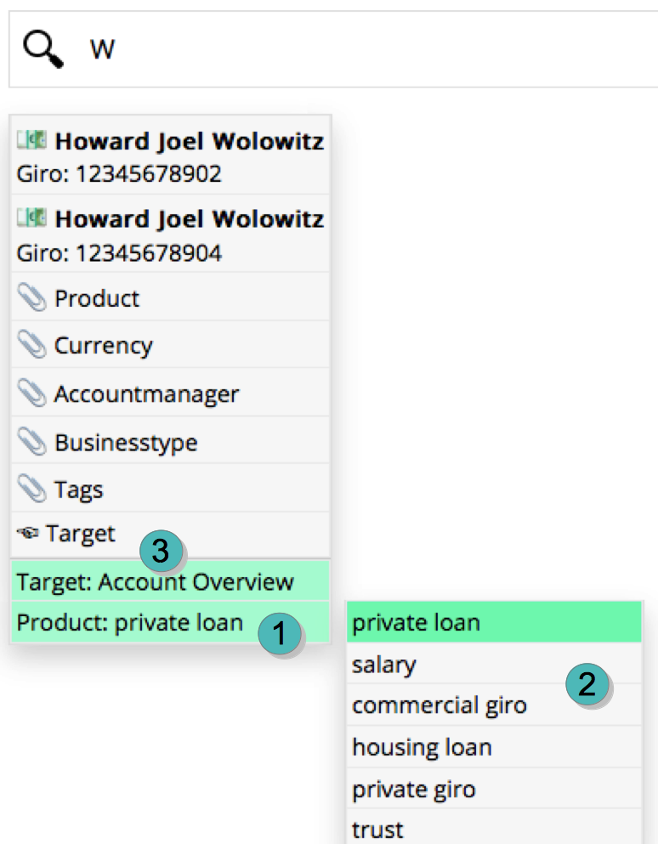 W
Howard Joel Wolowitz
Giro: 12345678902
Howard Joel Wolowitz
Giro: 12345678904
Product
Currency
Accountmanager
Businesstype
Tags
Target
3
Target: Account Overview
Product: private loan
1
private loan
salary
2
commercial giro
housing loan
private giro
trust